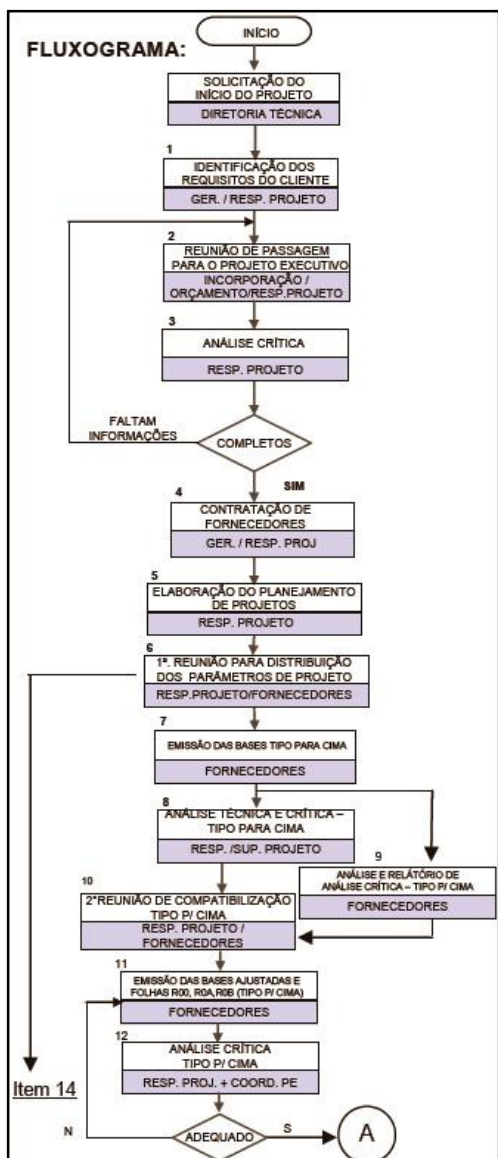 INÍCIO
FLUXOGRAMA:
SOLICITAÇÃO DO
INÍCIO DO PROJETO
DIRETORIA TÉCNICA
1
IDENTIFICAÇÃO DOS
REQUISITOS DO CLIENTE
GER. / RESP. PROJETO
2
REUNIÃO DE PASSAGEM
PARA O PROJETO EXECUTIVO
INCORPORAÇÃO /
ORÇAMENTO/RESP.PROJETO
3
ANÁLISE CRÍTICA
RESP. PROJETO
FALTAM
INFORMAÇÕES
COMPLETOS
SIM
4
CONTRATAÇÃO DE
FORNECEDORES
GER. / RESP. PROJ
5
ELABORAÇÃO DO PLANEJAMENTO
DE PROJETOS
RESP. PROJETO
6
1ª. REUNIÃO PARA DISTRIBUIÇÃO
DOS PARÂMETROS DE PROJETO
RESP.PROJETO/FORNECEDORES
7
EMISSÃO DAS BASES TIPO PARA CIMA
FORNECEDORES
8
ANÁLISE TÉCNICA E CRÍTICA –
TIPO PARA CIMA
RESP. /SUP. PROJETO
9
ANÁLISE E RELATÓRIO DE
ANÁLISE CRÍTICA – TIPO P/ CIMA
FORNECEDORES
10
2ªREUNIÃO DE COMPATIBILIZAÇÃO
TIPO P/ CIMA
RESP. PROJETO /
FORNECEDORES
11
EMISSÃO DAS BASES AJUSTADAS E
FOLHAS R00, R0A,R0B (TIPO P/ CIMA)
FORNECEDORES
12
ANÁLISE CRÍTICA
TIPO P/ CIMA
RESP. PROJ. + COORD. PE
Item 14
N
ADEQUADO
S
A